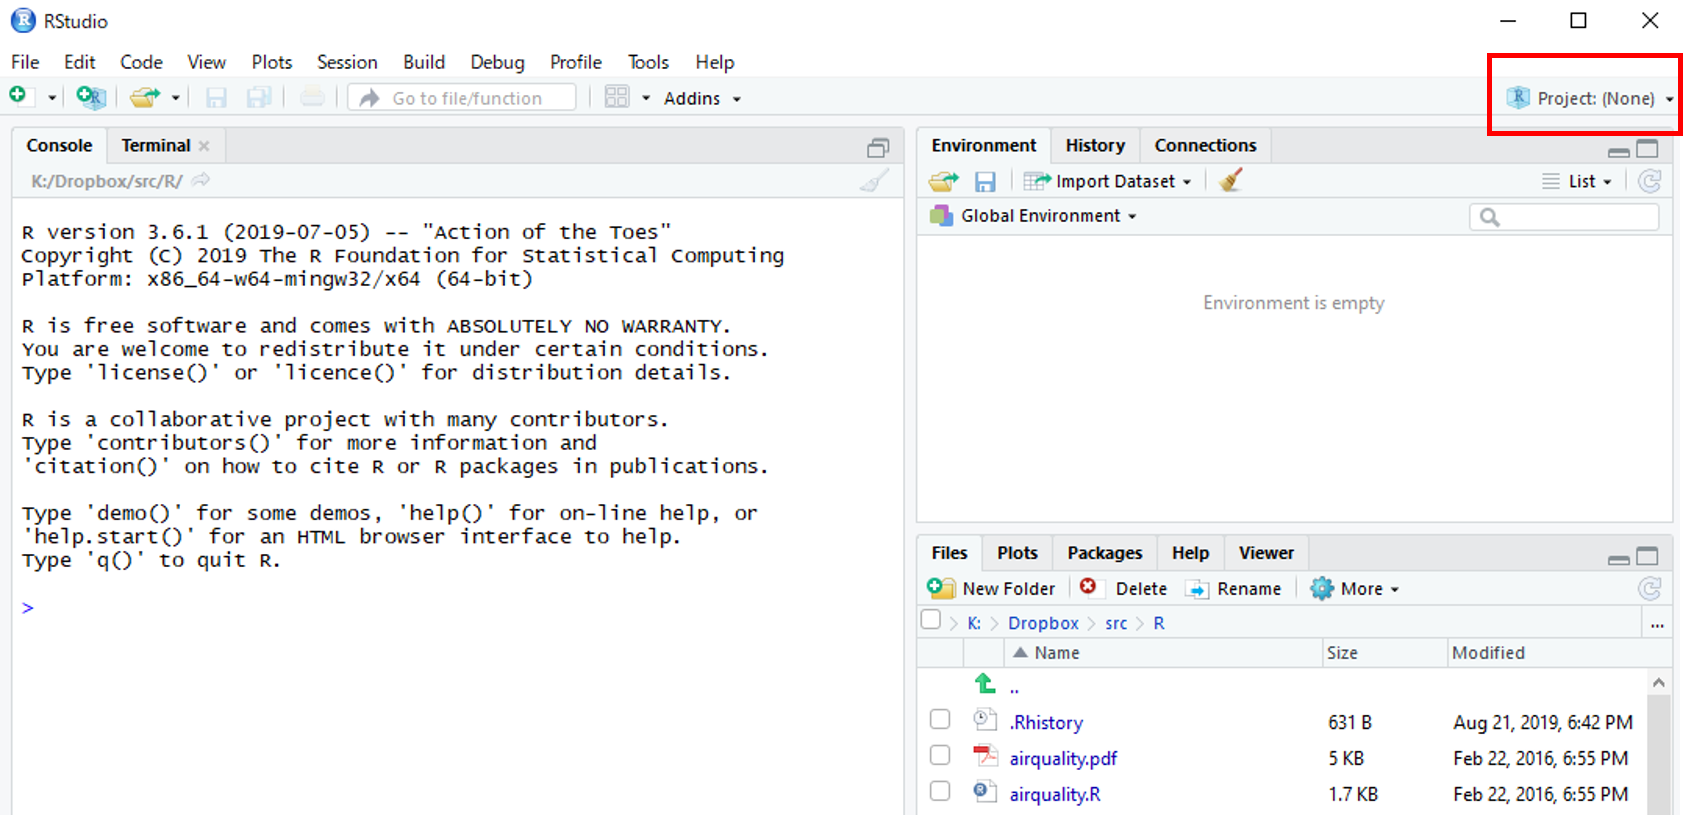 RStudio
File Edit Code View Plots Session Build Debug Profile Tools Help
Go to file/function Addins Project: (None)
Console Terminal
K:/Dropbox/src/R/
R version 3.6.1 (2019-07-05) -- "Action of the Toes"
Copyright (C) 2019 The R Foundation for Statistical Computing
Platform: x86_64-w64-mingw32/x64 (64-bit)
R is free software and comes with ABSOLUTELY NO WARRANTY.
You are welcome to redistribute it under certain conditions.
Type 'license()' or 'licence()' for distribution details.
R is a collaborative project with many contributors.
Type 'contributors()' for more information and
'citation()' on how to cite R or R packages in publications.
Type 'demo()' for some demos, 'help()' for on-line help, or
'help.start()' for an HTML browser interface to help.
Type 'q()' to quit R.
>
Environment History Connections
Import Dataset List
Global Environment
Environment is empty
Files Plots Packages Help Viewer
New Folder Delete Rename More
K: Dropbox src R ...
Name Size Modified
..
.Rhistory 631 B Aug 21, 2019, 6:42 PM
airquality.pdf 5 KB Feb 22, 2016, 6:55 PM
airquality.R 1.7 KB Feb 22, 2016, 6:55 PM